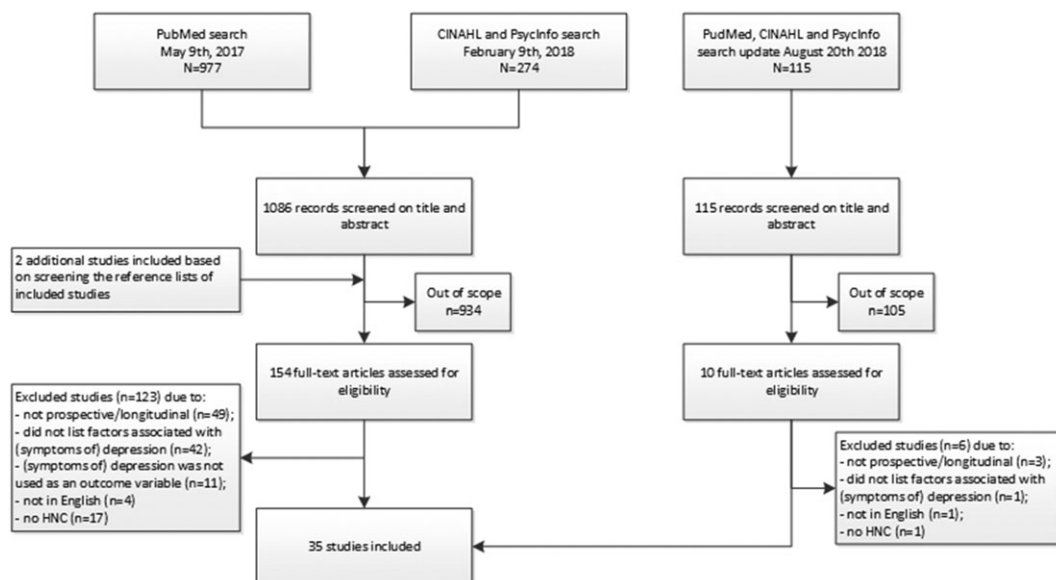 PubMed search
May 9th, 2017
N=977
CINAHL and PsycInfo search
February 9th, 2018
N=274
PudMed, CINAHL and PsycInfo
search update August 20th 2018
N=115
1086 records screened on title and
abstract
115 records screened on title and
abstract
2 additional studies included based
on screening the reference lists of
included studies
Out of scope
n=934
Out of scope
n=105
154 full-text articles assessed for
eligibility
10 full-text articles assessed for
eligibility
Excluded studies (n=123) due to:
- not prospective/longitudinal (n=49);
- did not list factors associated with
(symptoms of) depression (n=42);
- (symptoms of) depression was not
used as an outcome variable (n=11);
- not in English (n=4)
- no HNC (n=17)
Excluded studies (n=6) due to:
- not prospective/longitudinal (n=3);
- did not list factors associated with
(symptoms of) depression (n=1);
- not in English (n=1);
- no HNC (n=1)
35 studies included